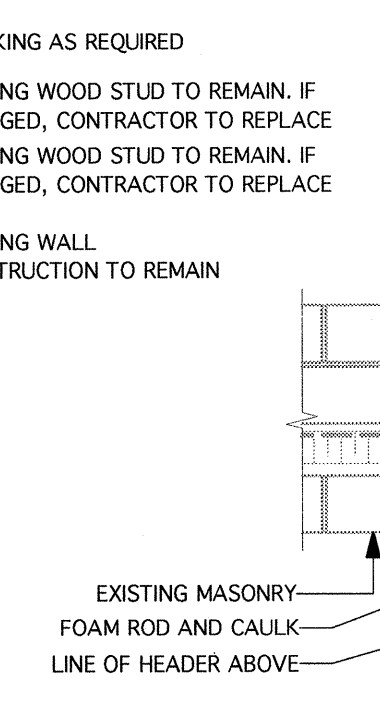 KING AS REQUIRED
NG WOOD STUD TO REMAIN. IF
GED, CONTRACTOR TO REPLACE
NG WOOD STUD TO REMAIN. IF
GED, CONTRACTOR TO REPLACE
NG WALL
TRUCTION TO REMAIN
EXISTING MASONRY
FOAM ROD AND CAULK
LINE OF HEADER ABOVE